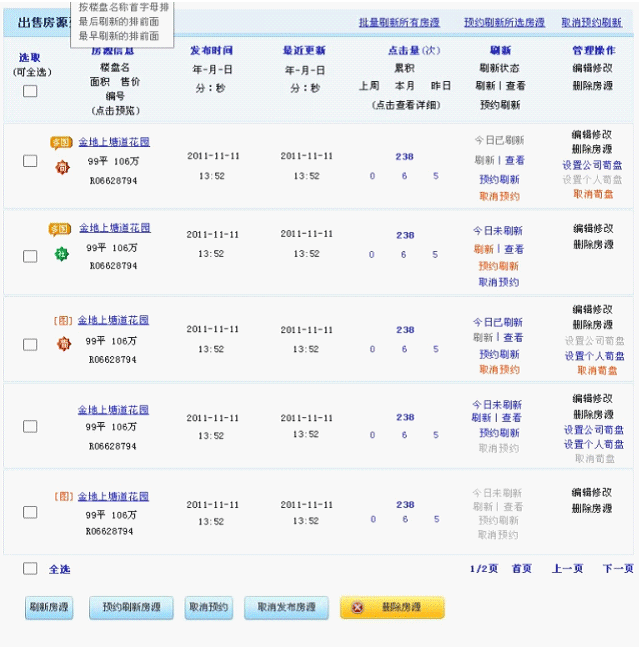 按楼盘名称首字母排
最后刷新的排前面
最早刷新的排前面
出售房源
批量刷新所有房源 预约刷新所选房源 取消预约刷新
选取
(可全选)
房源信息
楼盘名
面积 售价
编号
(点击预览)
发布时间
年-月-日
分:秒
最近更新
年-月-日
分:秒
点击量(次)
累积
上周 本月 昨日
(点击查看详细)
刷新
刷新状态
刷新|查看
预约刷新
管理操作
编辑修改
删除房源
多图 金地上塘道花园
99平 106万
R06628794
2011-11-11
13:52
2011-11-11
13:52
238
0 6 5
今日已刷新
刷新|查看
预约刷新
取消预约
编辑修改
删除房源
设置公司荀盘
设置个人荀盘
取消荀盘
多图 金地上塘道花园
99平 106万
R06628794
2011-11-11
13:52
2011-11-11
13:52
238
0 6 5
今日未刷新
刷新|查看
预约刷新
取消预约
编辑修改
删除房源
[图] 金地上塘道花园
99平 106万
R06628794
2011-11-11
13:52
2011-11-11
13:52
238
0 6 5
今日已刷新
刷新|查看
预约刷新
取消预约
编辑修改
删除房源
设置公司荀盘
设置个人荀盘
取消荀盘
金地上塘道花园
99平 106万
R06628794
2011-11-11
13:52
2011-11-11
13:52
238
0 6 5
今日未刷新
刷新|查看
预约刷新
取消预约
编辑修改
删除房源
设置公司荀盘
设置个人荀盘
取消荀盘
[图] 金地上塘道花园
99平 106万
R06628794
2011-11-11
13:52
2011-11-11
13:52
238
0 6 5
今日未刷新
刷新|查看
预约刷新
取消预约
编辑修改
删除房源
全选
1/2页 首页 上一页 下一页
刷新房源 预约刷新房源 取消预约 取消发布房源 删除房源